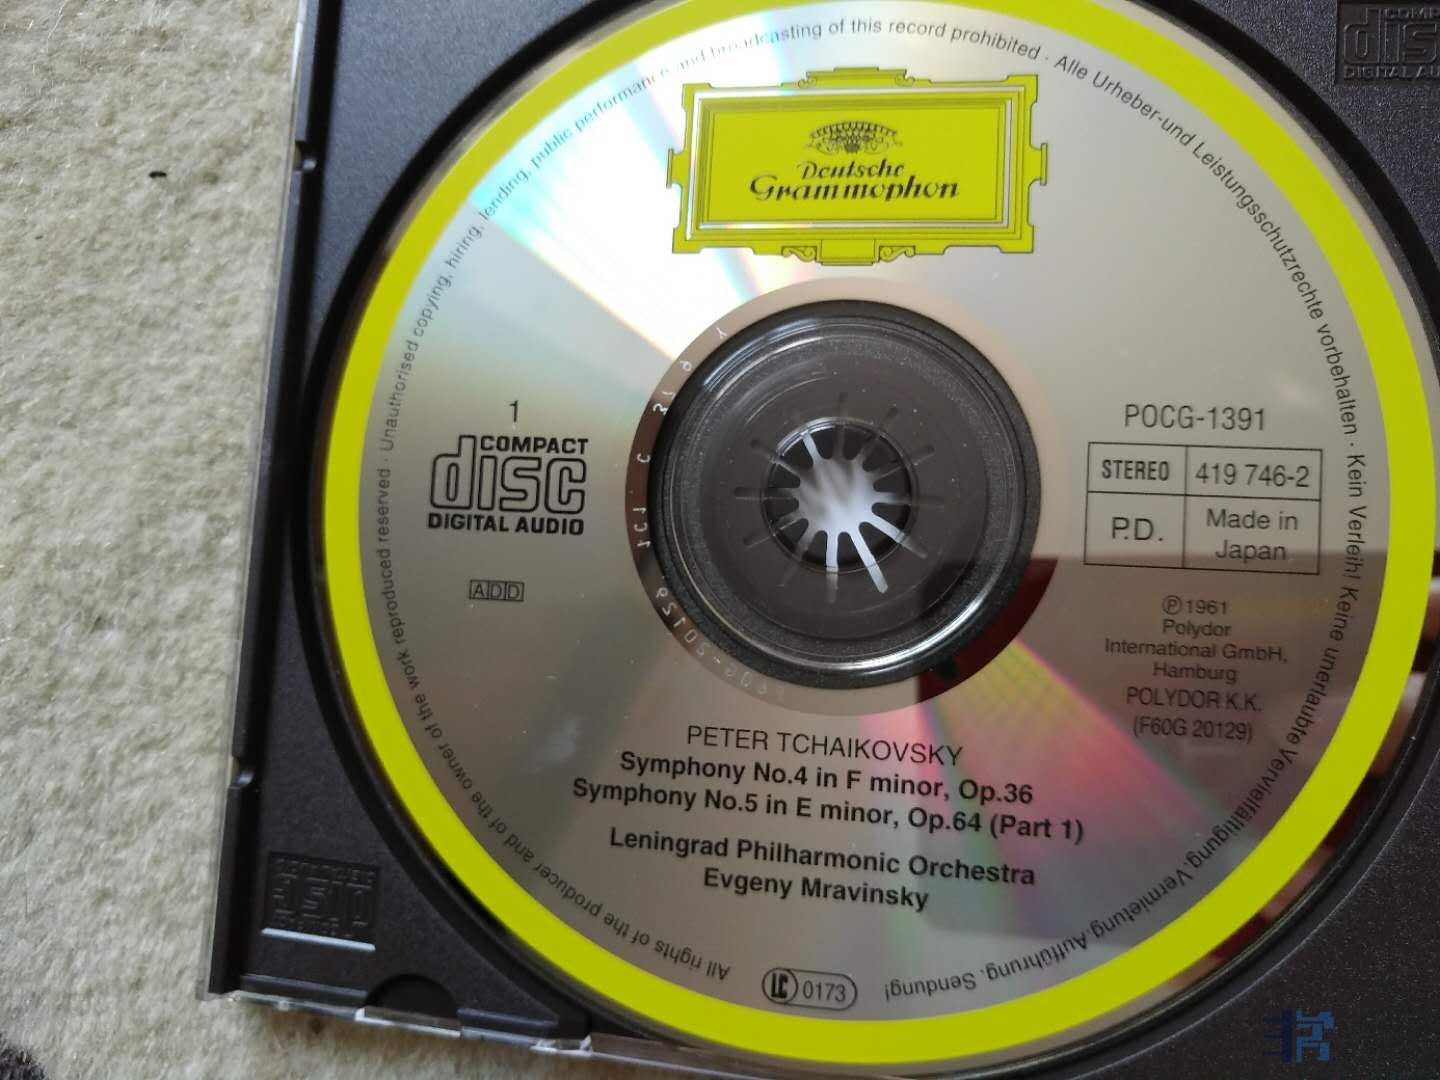 All rights of the producer and of the owner of the work reproduced reserved · Unauthorised copying, hiring, lending, public performance and broadcasting of this record prohibited · Alle Urheber-und Leistungsschutzrechte vorbehalten · Kein Verleih! Keine unerlaubte Vervielfältigung, Vermietung, Aufführung, Sendung!
Deutsche
Grammophon
1
COMPACT
disc
DIGITAL AUDIO
ADD
POCG-1391
STEREO 419 746-2
P.D. Made in
Japan
℗ 1961
Polydor
International GmbH,
Hamburg
POLYDOR K.K.
(F60G 20129)
PETER TCHAIKOVSKY
Symphony No.4 in F minor, Op.36
Symphony No.5 in E minor, Op.64 (Part 1)
Leningrad Philharmonic Orchestra
Evgeny Mravinsky
LC 0173
COMP
dis
DIGITAL AU